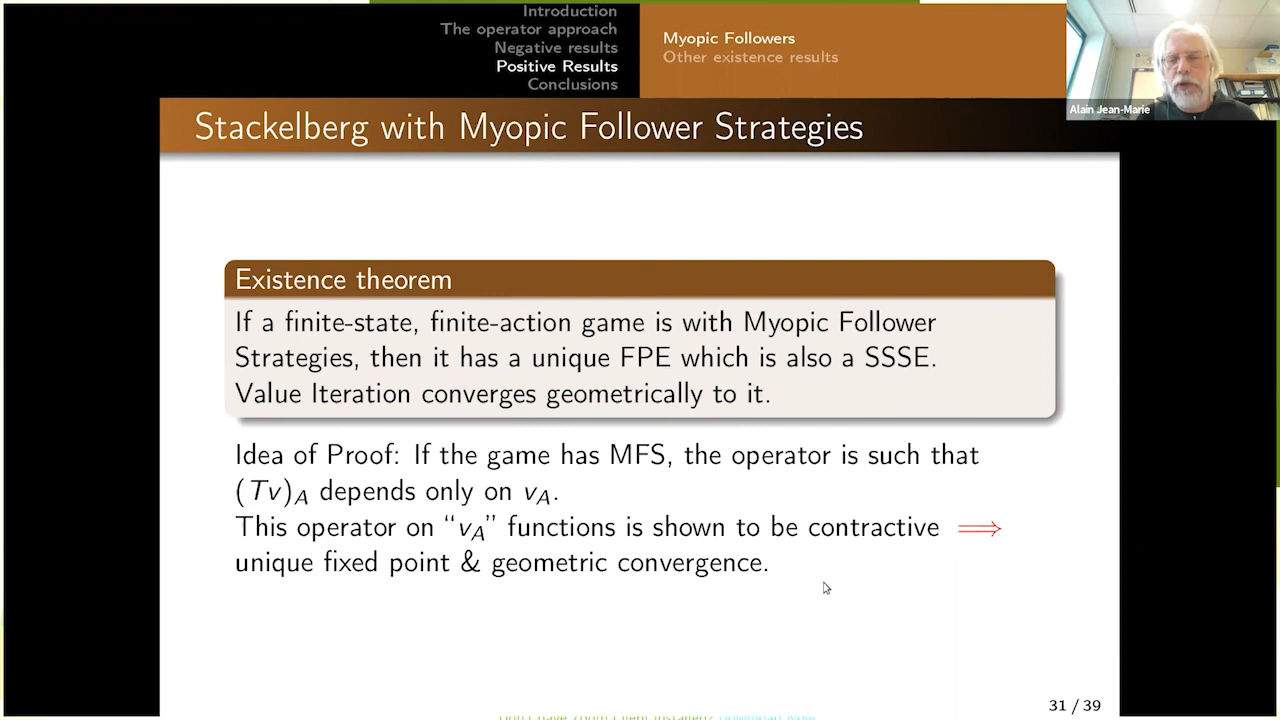 Introduction
The operator approach
Negative results
Positive Results
Conclusions
Myopic Followers
Other existence results
Alain Jean-Marie
Stackelberg with Myopic Follower Strategies
Existence theorem
If a finite-state, finite-action game is with Myopic Follower
Strategies, then it has a unique FPE which is also a SSSE.
Value Iteration converges geometrically to it.
Idea of Proof: If the game has MFS, the operator is such that
(Tv)_A depends only on v_A.
This operator on “v_A” functions is shown to be contractive ⟹
unique fixed point & geometric convergence.
31 / 39